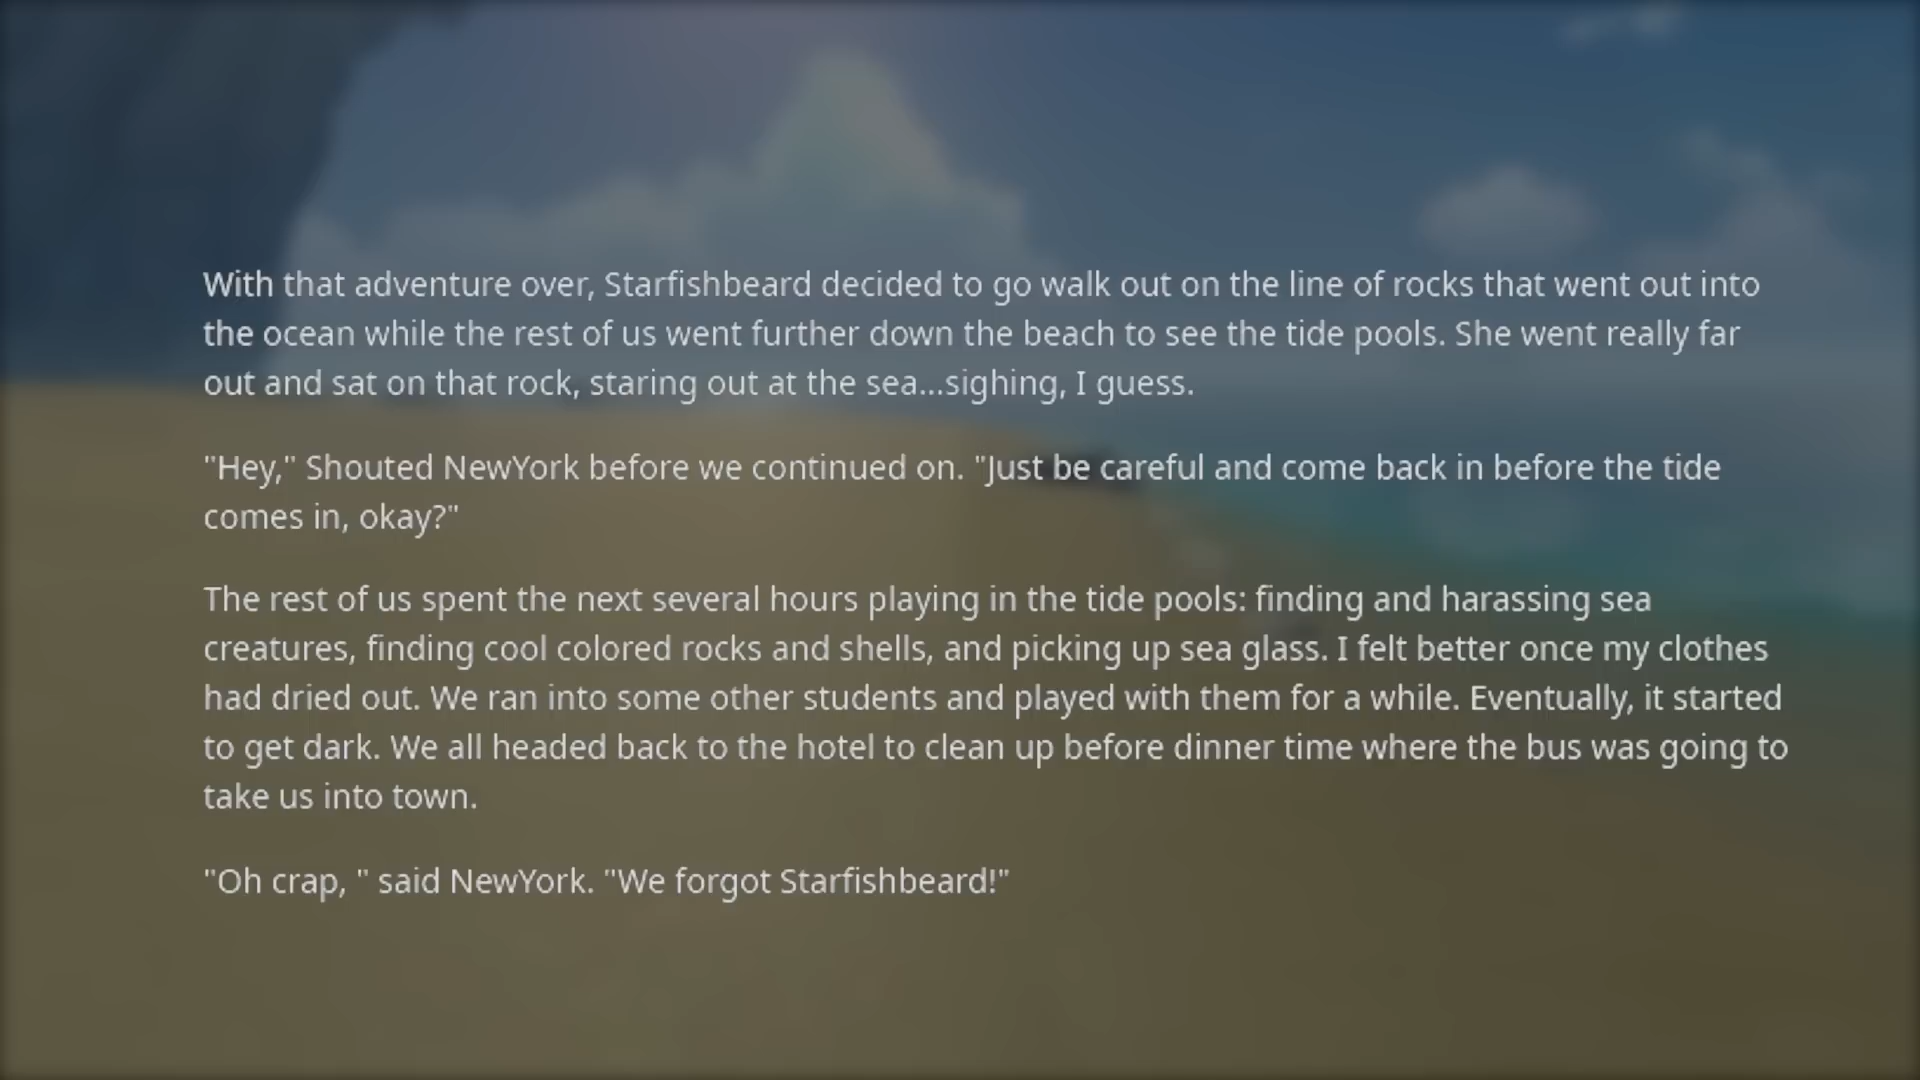 With that adventure over, Starfishbeard decided to go walk out on the line of rocks that went out into
the ocean while the rest of us went further down the beach to see the tide pools. She went really far
out and sat on that rock, staring out at the sea...sighing, I guess.
"Hey," Shouted NewYork before we continued on. "Just be careful and come back in before the tide
comes in, okay?"
The rest of us spent the next several hours playing in the tide pools: finding and harassing sea
creatures, finding cool colored rocks and shells, and picking up sea glass. I felt better once my clothes
had dried out. We ran into some other students and played with them for a while. Eventually, it started
to get dark. We all headed back to the hotel to clean up before dinner time where the bus was going to
take us into town.
"Oh crap, " said NewYork. "We forgot Starfishbeard!"